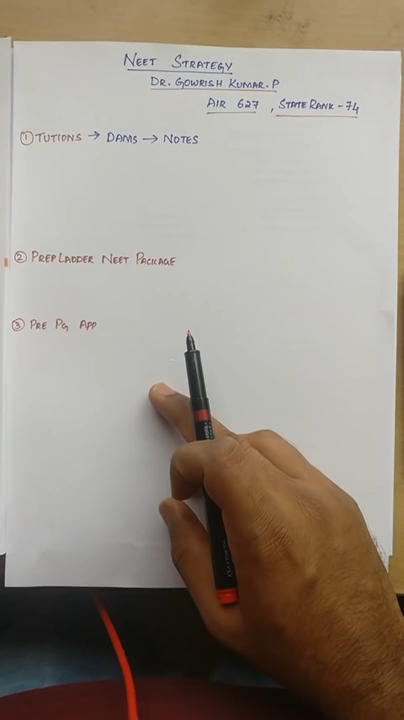 NEET STRATEGY
DR. GOWRISH KUMAR. P
AIR 627, STATE RANK - 74
① TUTIONS → DAMS → NOTES
② PREPLADDER NEET PACKAGE
③ PRE PG APP